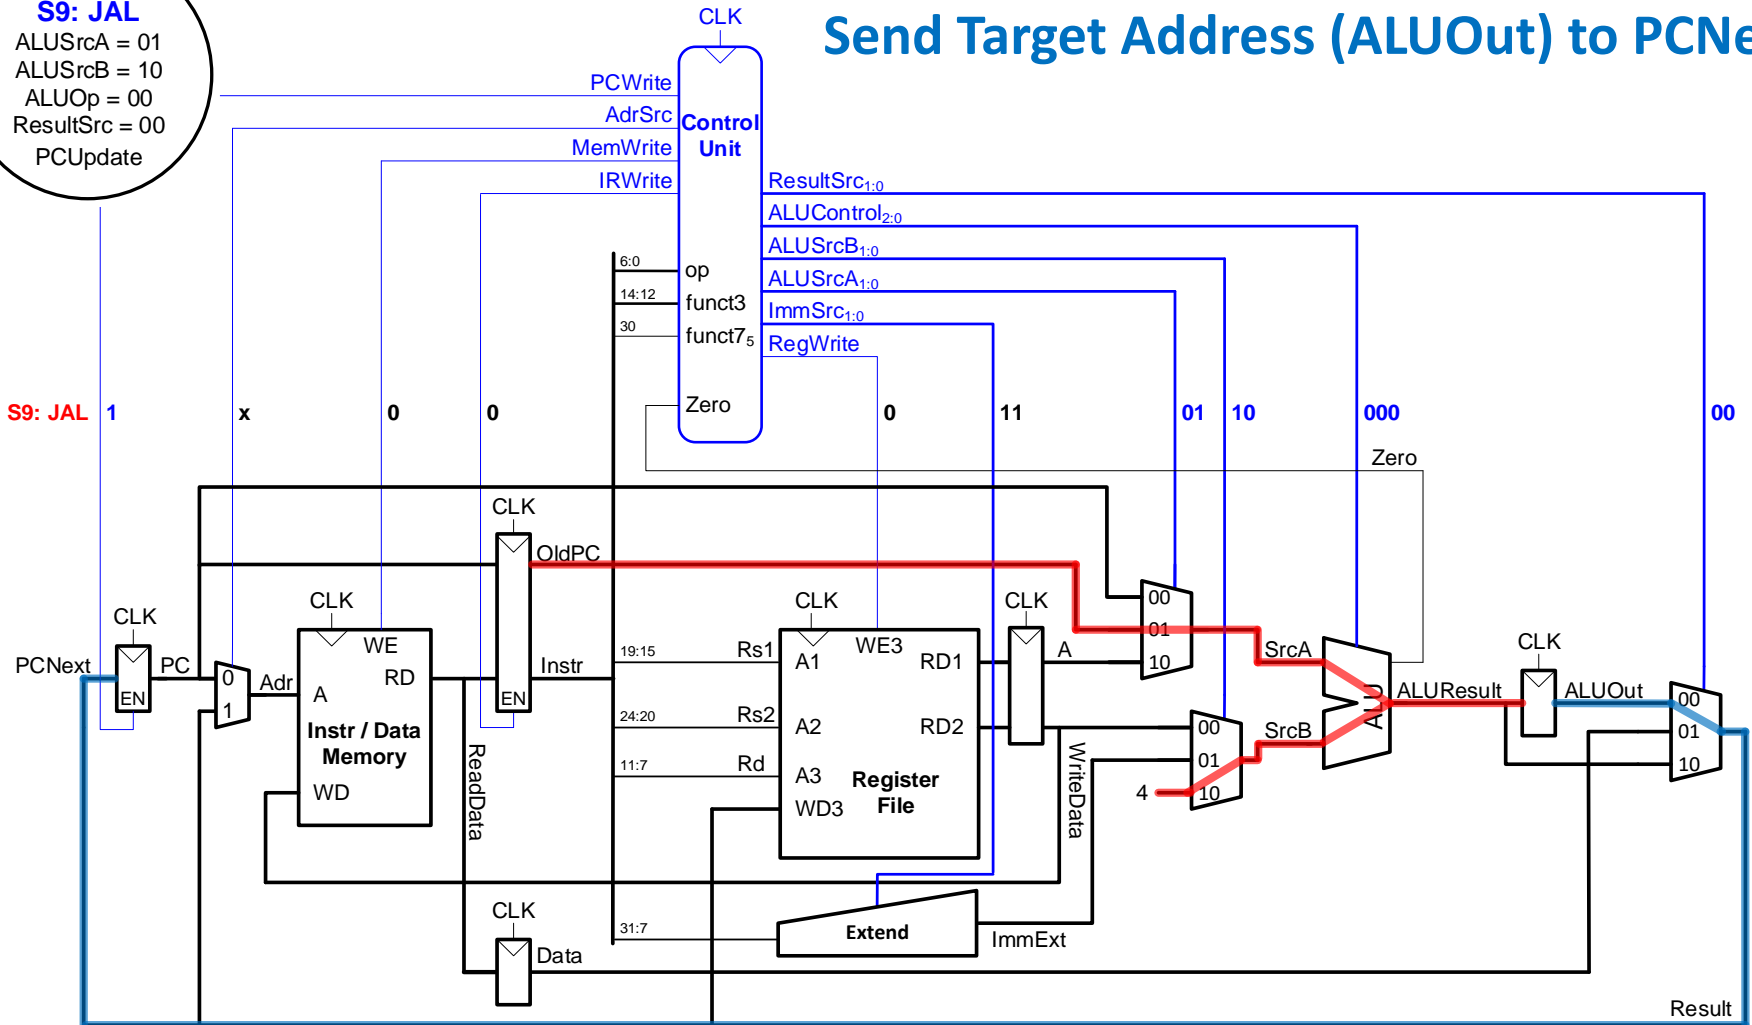 S9: JAL
ALUSrcA = 01
ALUSrcB = 10
ALUOp = 00
ResultSrc = 00
PCUpdate
Send Target Address (ALUOut) to PCNe
CLK
PCWrite
AdrSrc
MemWrite
IRWrite
Control
Unit
ResultSrc1:0
ALUControl2:0
ALUSrcB1:0
ALUSrcA1:0
ImmSrc1:0
RegWrite
6:0
op
14:12
funct3
30
funct75
Zero
S9: JAL
1
x
0
0
0
11
01
10
000
00
Zero
CLK
OldPC
CLK
PCNext
EN
PC
0
1
Adr
CLK
WE
A
RD
Instr / Data
Memory
WD
EN
Instr
ReadData
19:15
Rs1
24:20
Rs2
11:7
Rd
CLK
WE3
A1
RD1
A2
RD2
A3
WD3
Register
File
CLK
A
WriteData
00
01
10
00
01
10
4
SrcA
SrcB
ALU
ALUResult
CLK
ALUOut
00
01
10
31:7
Extend
ImmExt
CLK
Data
Result